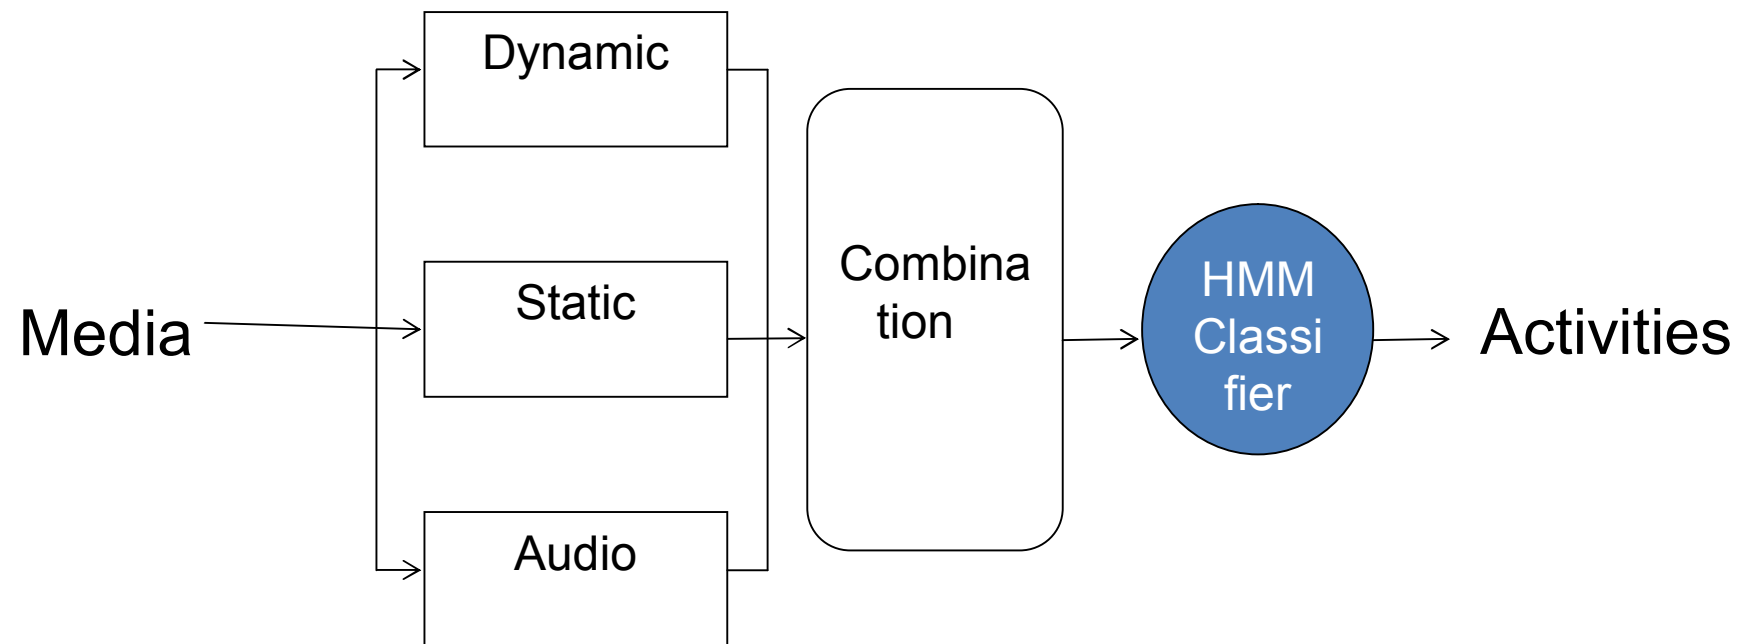 Dynamic
Static
Audio
Media
Combina
tion
HMM
Classi
fier
Activities